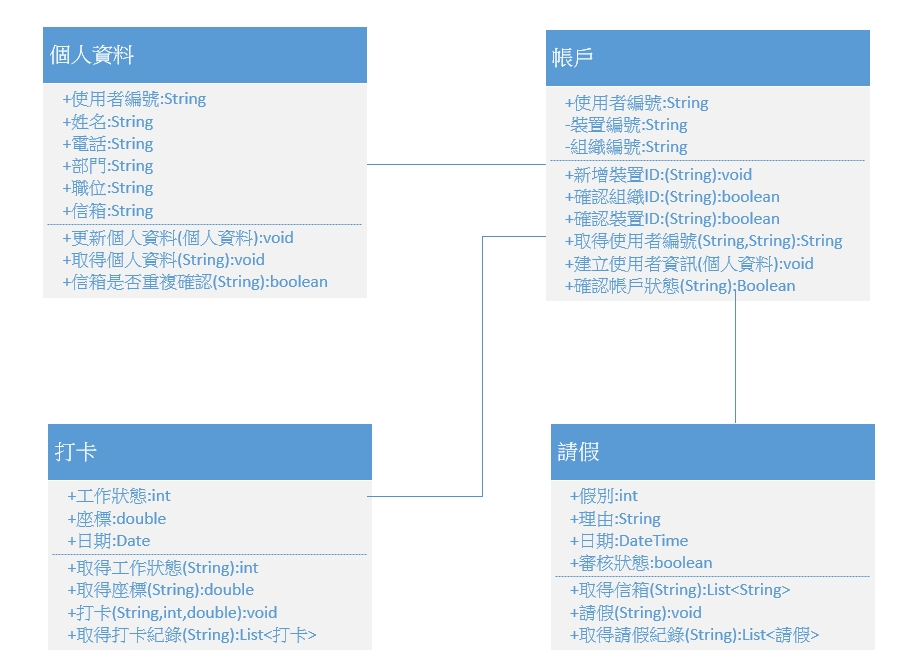 個人資料
+使用者編號:String
+姓名:String
+電話:String
+部門:String
+職位:String
+信箱:String
+更新個人資料(個人資料):void
+取得個人資料(String):void
+信箱是否重複確認(String):boolean
帳戶
+使用者編號:String
-裝置編號:String
-組織編號:String
+新增裝置ID:(String):void
+確認組織ID:(String):boolean
+確認裝置ID:(String):boolean
+取得使用者編號(String,String):String
+建立使用者資訊(個人資料):void
+確認帳戶狀態(String):Boolean
打卡
+工作狀態:int
+座標:double
+日期:Date
+取得工作狀態(String):int
+取得座標(String):double
+打卡(String,int,double):void
+取得打卡紀錄(String):List<打卡>
請假
+假別:int
+理由:String
+日期:DateTime
+審核狀態:boolean
+取得信箱(String):List<String>
+請假(String):void
+取得請假紀錄(String):List<請假>